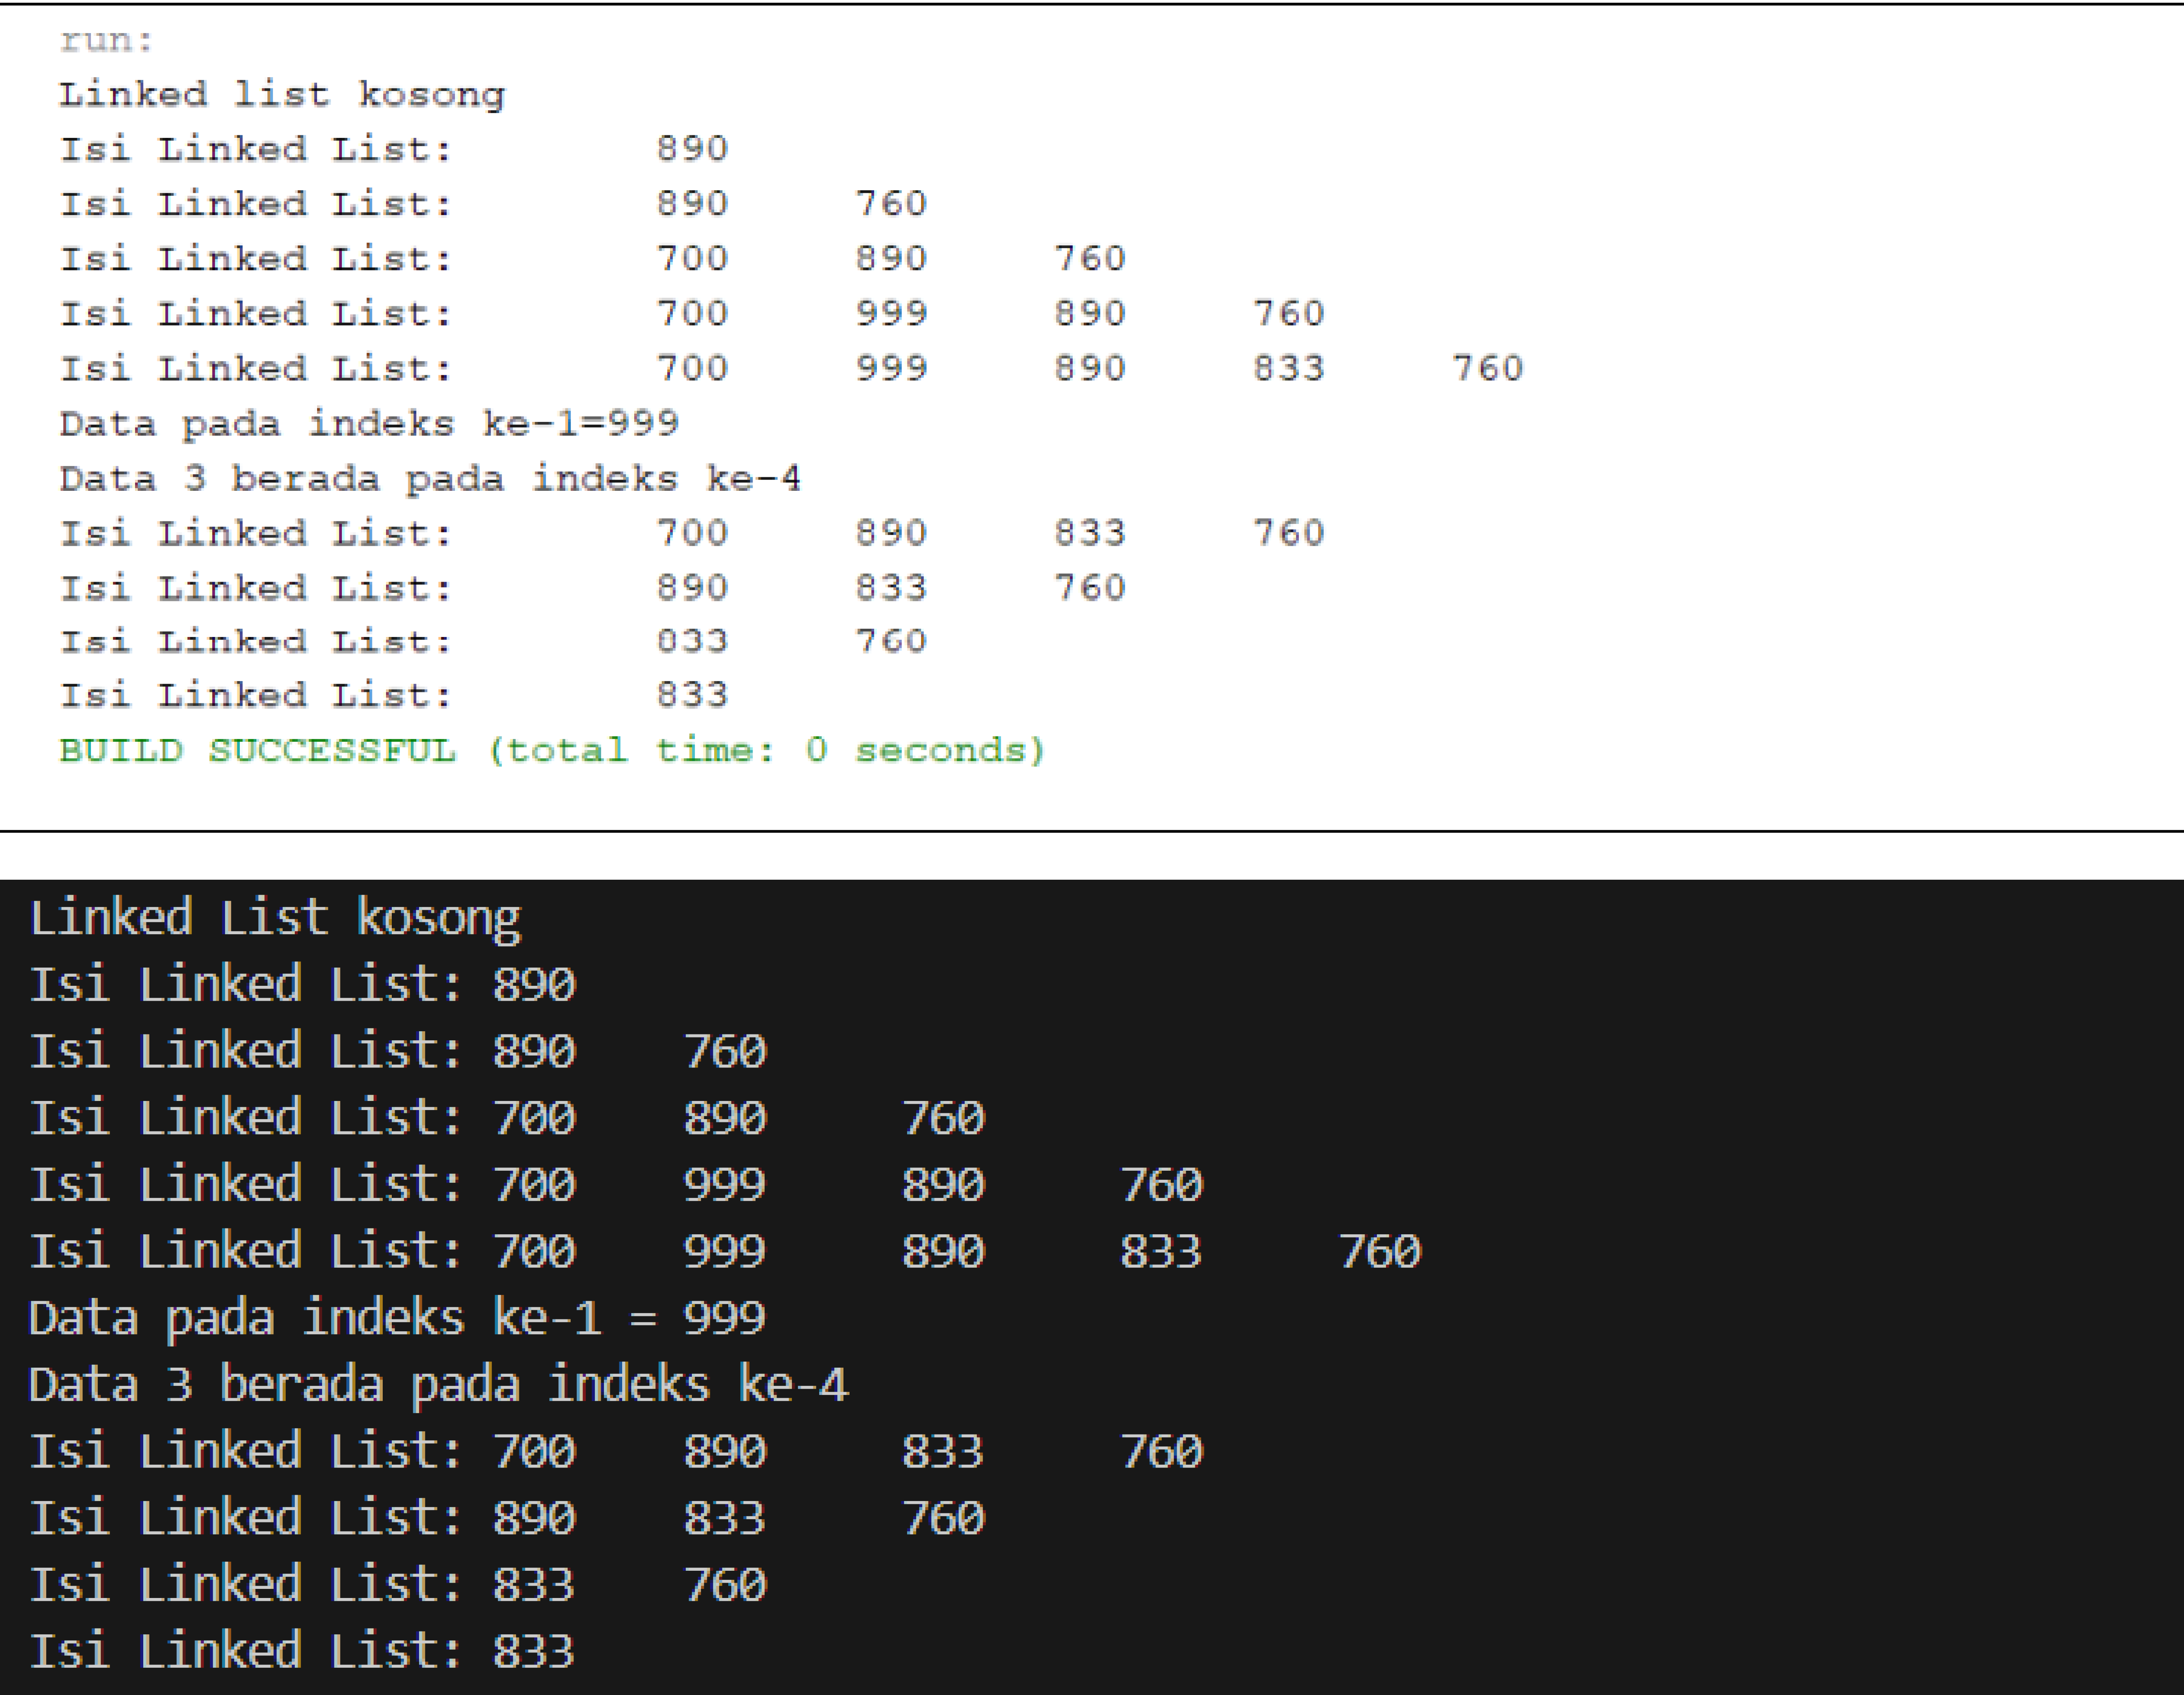 run:
Linked list kosong
Isi Linked List: 890
Isi Linked List: 890 760
Isi Linked List: 700 890 760
Isi Linked List: 700 999 890 760
Isi Linked List: 700 999 890 833 760
Data pada indeks ke-1=999
Data 3 berada pada indeks ke-4
Isi Linked List: 700 890 833 760
Isi Linked List: 890 833 760
Isi Linked List: 833 760
Isi Linked List: 833
BUILD SUCCESSFUL (total time: 0 seconds)
Linked List kosong
Isi Linked List: 890
Isi Linked List: 890 760
Isi Linked List: 700 890 760
Isi Linked List: 700 999 890 760
Isi Linked List: 700 999 890 833 760
Data pada indeks ke-1 = 999
Data 3 berada pada indeks ke-4
Isi Linked List: 700 890 833 760
Isi Linked List: 890 833 760
Isi Linked List: 833 760
Isi Linked List: 833